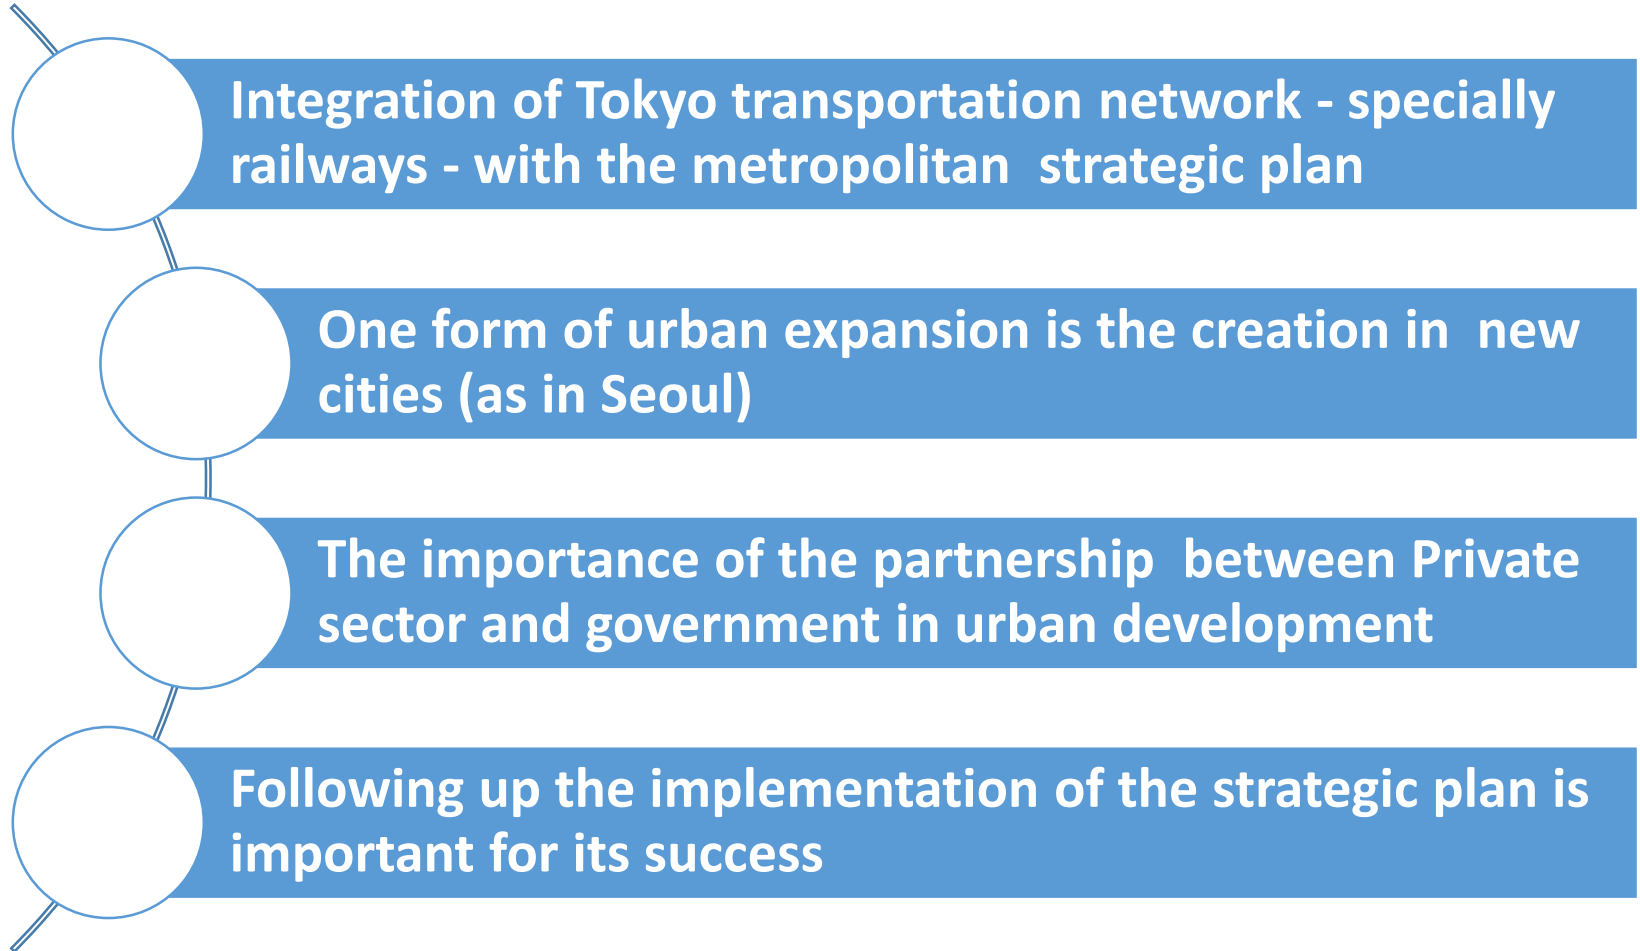 Integration of Tokyo transportation network - specially
railways - with the metropolitan  strategic plan
One form of urban expansion is the creation in  new
cities (as in Seoul)
The importance of the partnership  between Private
sector and government in urban development
Following up the implementation of the strategic plan is
important for its success